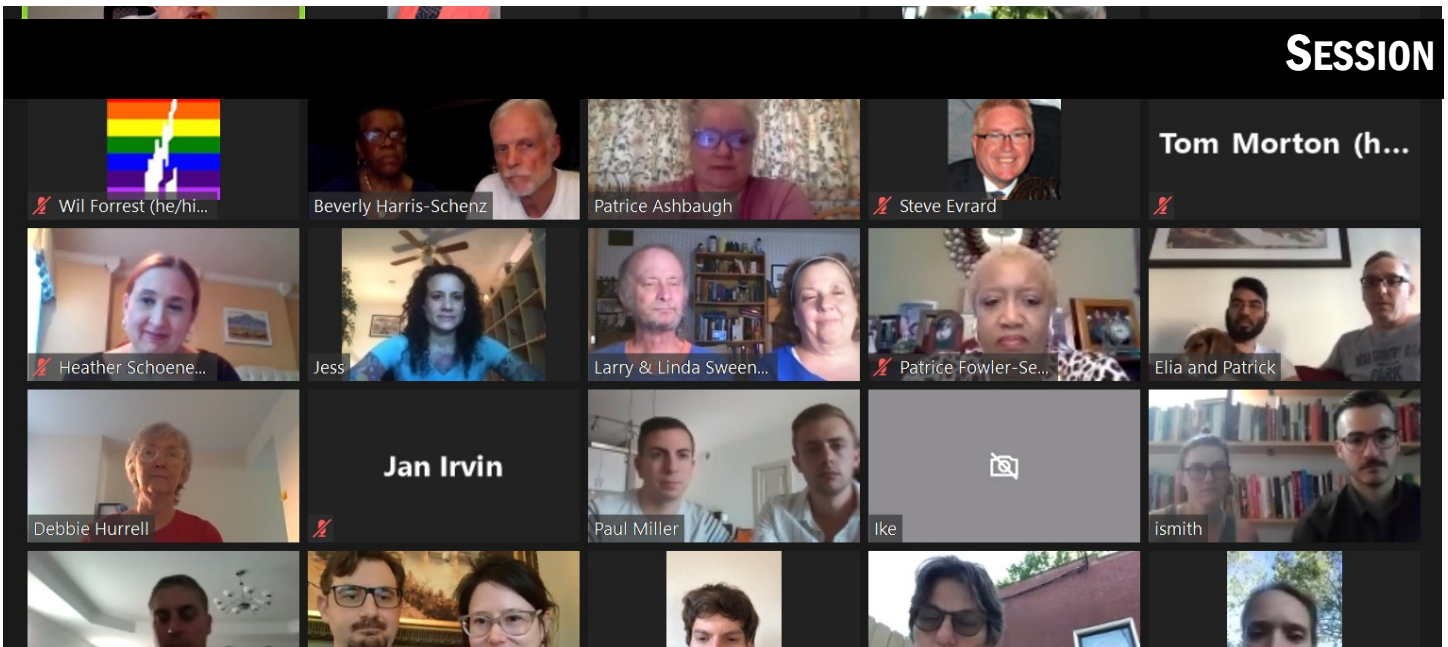 SESSION
Wil Forrest (he/hi...
Beverly Harris-Schenz
Patrice Ashbaugh
Steve Evrard
Tom Morton (h...
Heather Schoene...
Jess
Larry & Linda Sween...
Patrice Fowler-Se...
Elia and Patrick
Debbie Hurrell
Jan Irvin
Paul Miller
Ike
ismith